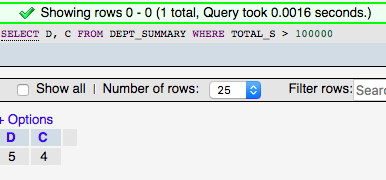 Showing rows 0 - 0 (1 total, Query took 0.0016 seconds.)
SELECT D, C FROM DEPT_SUMMARY WHERE TOTAL_S > 100000
Show all | Number of rows: 25 Filter rows: Sear
+ Options
D C
5 4